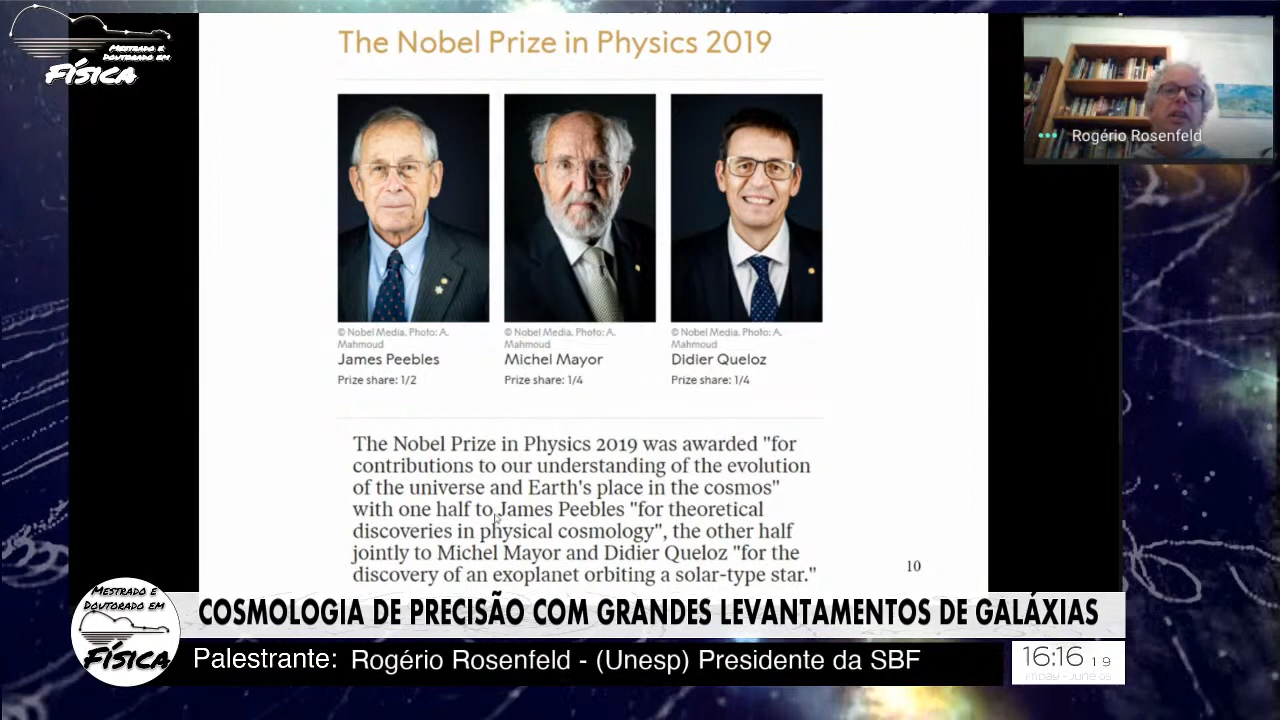 MESTRADO E
DOUTORADO EM
FÍSICA
The Nobel Prize in Physics 2019
Rogério Rosenfeld
© Nobel Media. Photo: A.
Mahmoud
James Peebles
Prize share: 1/2
© Nobel Media. Photo: A.
Mahmoud
Michel Mayor
Prize share: 1/4
© Nobel Media. Photo: A.
Mahmoud
Didier Queloz
Prize share: 1/4
The Nobel Prize in Physics 2019 was awarded "for
contributions to our understanding of the evolution
of the universe and Earth's place in the cosmos"
with one half to James Peebles "for theoretical
discoveries in physical cosmology", the other half
jointly to Michel Mayor and Didier Queloz "for the
discovery of an exoplanet orbiting a solar-type star."
10
MESTRADO E
DOUTORADO EM
FÍSICA
COSMOLOGIA DE PRECISÃO COM GRANDES LEVANTAMENTOS DE GALÁXIAS
Palestrante: Rogério Rosenfeld - (Unesp) Presidente da SBF
16:16 19
Friday - June 05